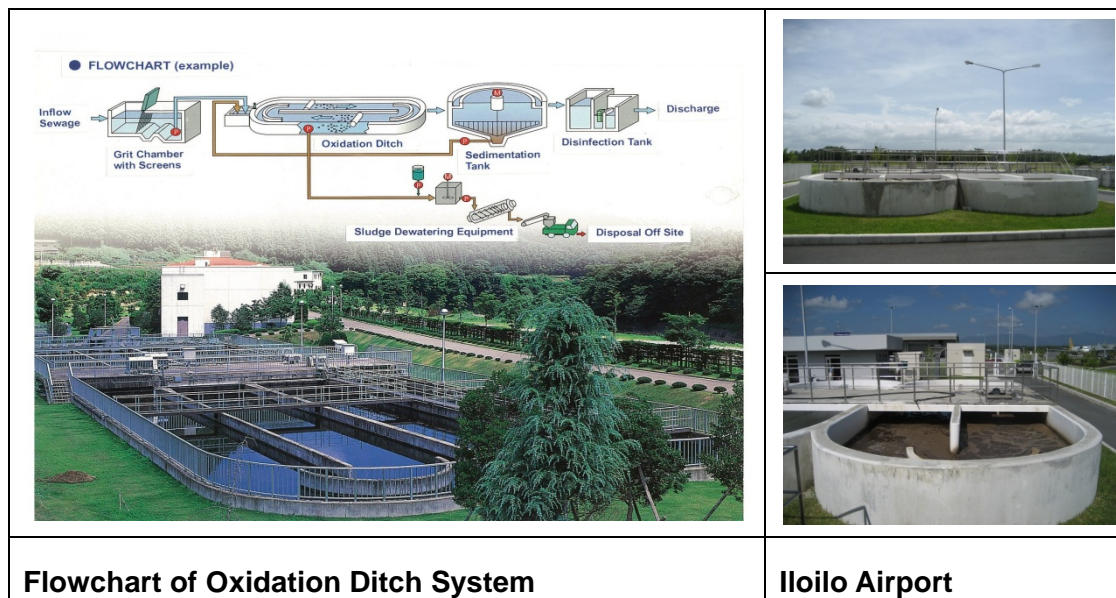 FLOWCHART (example)
Inflow
Sewage
Grit Chamber
with Screens
P
Oxidation Ditch
P
M
Sedimentation
Tank
P
Disinfection Tank
Discharge
P
M
P
Sludge Dewatering Equipment
Disposal Off Site
Flowchart of Oxidation Ditch System
Iloilo Airport